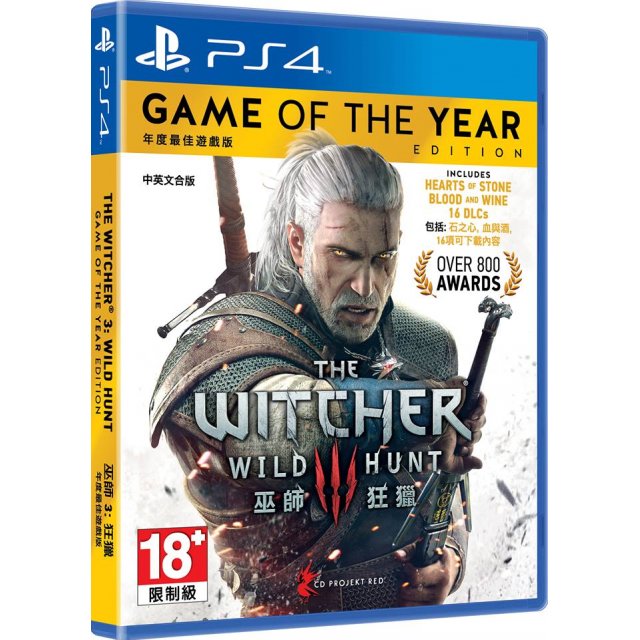 PS4
GAME OF THE YEAR
年度最佳遊戲版
EDITION
中英文合版
INCLUDES
HEARTS OF STONE
BLOOD AND WINE
16 DLCs
包括: 石之心, 血與酒,
16項可下載內容
OVER 800
AWARDS
THE
WITCHER®
WILD HUNT
巫師 狂獵
18+
限制級
CD PROJEKT RED®
PS4
THE WITCHER® 3: WILD HUNT
GAME OF THE YEAR EDITION
巫師 3: 狂獵
年度最佳遊戲版